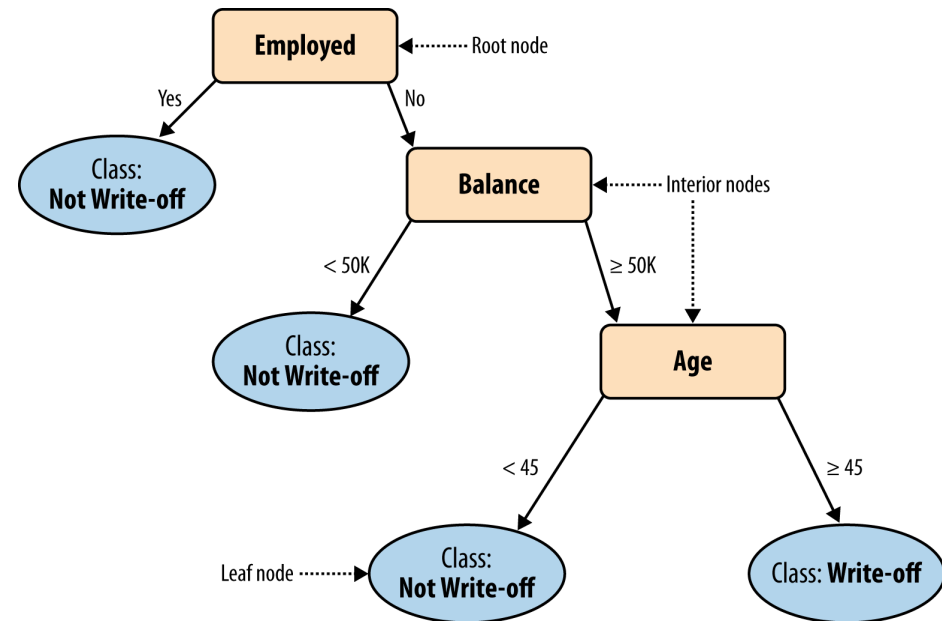 Employed
Root node
Yes
No
Class:
Not Write-off
Balance
Interior nodes
< 50K
≥ 50K
Class:
Not Write-off
Age
< 45
≥ 45
Leaf node
Class:
Not Write-off
Class: Write-off